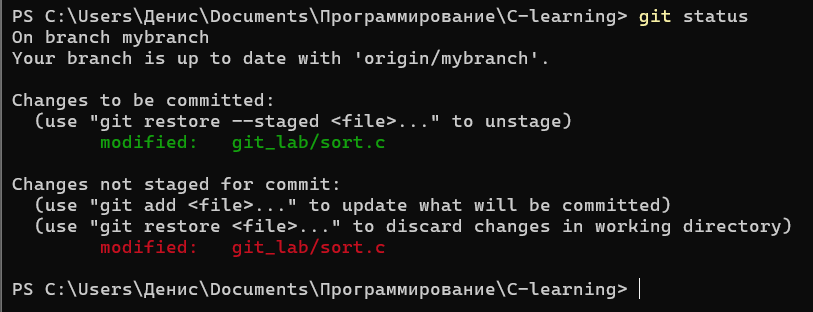 PS C:\Users\Денис\Documents\Программирование\C-learning> git status
On branch mybranch
Your branch is up to date with 'origin/mybranch'.
Changes to be committed:
(use "git restore --staged <file>..." to unstage)
modified: git_lab/sort.c
Changes not staged for commit:
(use "git add <file>..." to update what will be committed)
(use "git restore <file>..." to discard changes in working directory)
modified: git_lab/sort.c
PS C:\Users\Денис\Documents\Программирование\C-learning>